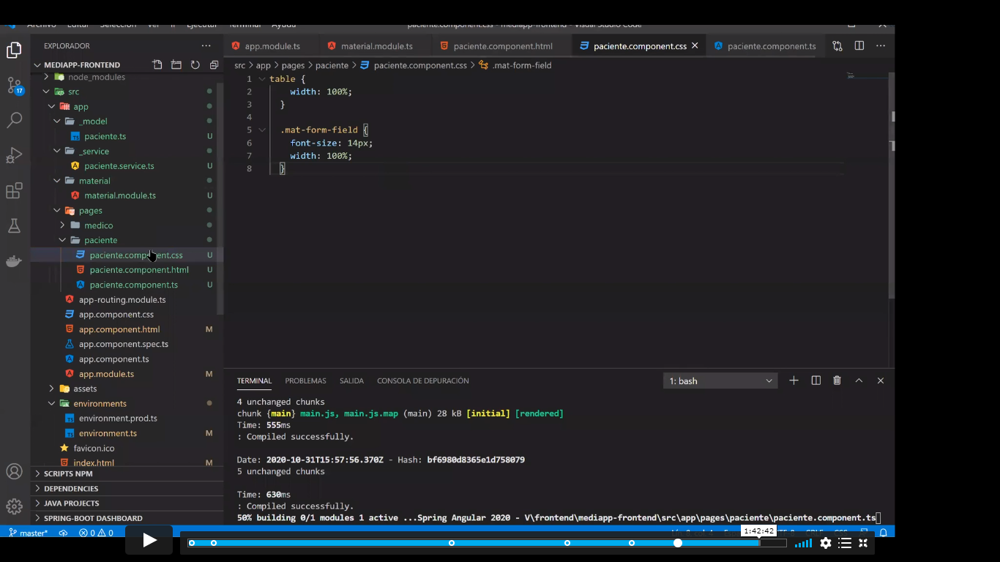 Archivo Editar Selección Ver Ir Ejecutar Terminal Ayuda
paciente.component.css - mediapp-frontend - Visual Studio Code
EXPLORADOR
MEDIAPP-FRONTEND
node_modules
src
app
_model
paciente.ts U
_service
paciente.service.ts U
material
material.module.ts U
pages
medico
paciente
paciente.component.css U
paciente.component.html U
paciente.component.ts U
app-routing.module.ts
app.component.css
app.component.html M
app.component.spec.ts
app.component.ts
app.module.ts M
assets
environments
environment.prod.ts
environment.ts M
favicon.ico
index.html M
SCRIPTS NPM
DEPENDENCIES
JAVA PROJECTS
SPRING-BOOT DASHBOARD
17
app.module.ts material.module.ts paciente.component.html paciente.component.css paciente.component.ts
src > app > pages > paciente > paciente.component.css > .mat-form-field
1 table {
2 width: 100%;
3 }
4
5 .mat-form-field {
6 font-size: 14px;
7 width: 100%;
8 }
TERMINAL PROBLEMAS SALIDA CONSOLA DE DEPURACIÓN
1: bash
4 unchanged chunks
chunk {main} main.js, main.js.map (main) 28 kB [initial] [rendered]
Time: 555ms
: Compiled successfully.
Date: 2020-10-31T15:57:56.370Z - Hash: bf6980d8365e1d758079
5 unchanged chunks
Time: 630ms
: Compiled successfully.
50% building 0/1 modules 1 active ...Spring Angular 2020 - V\frontend\mediapp-frontend\src\app\pages\paciente\paciente.component.ts
master* 0 0
1:42:42